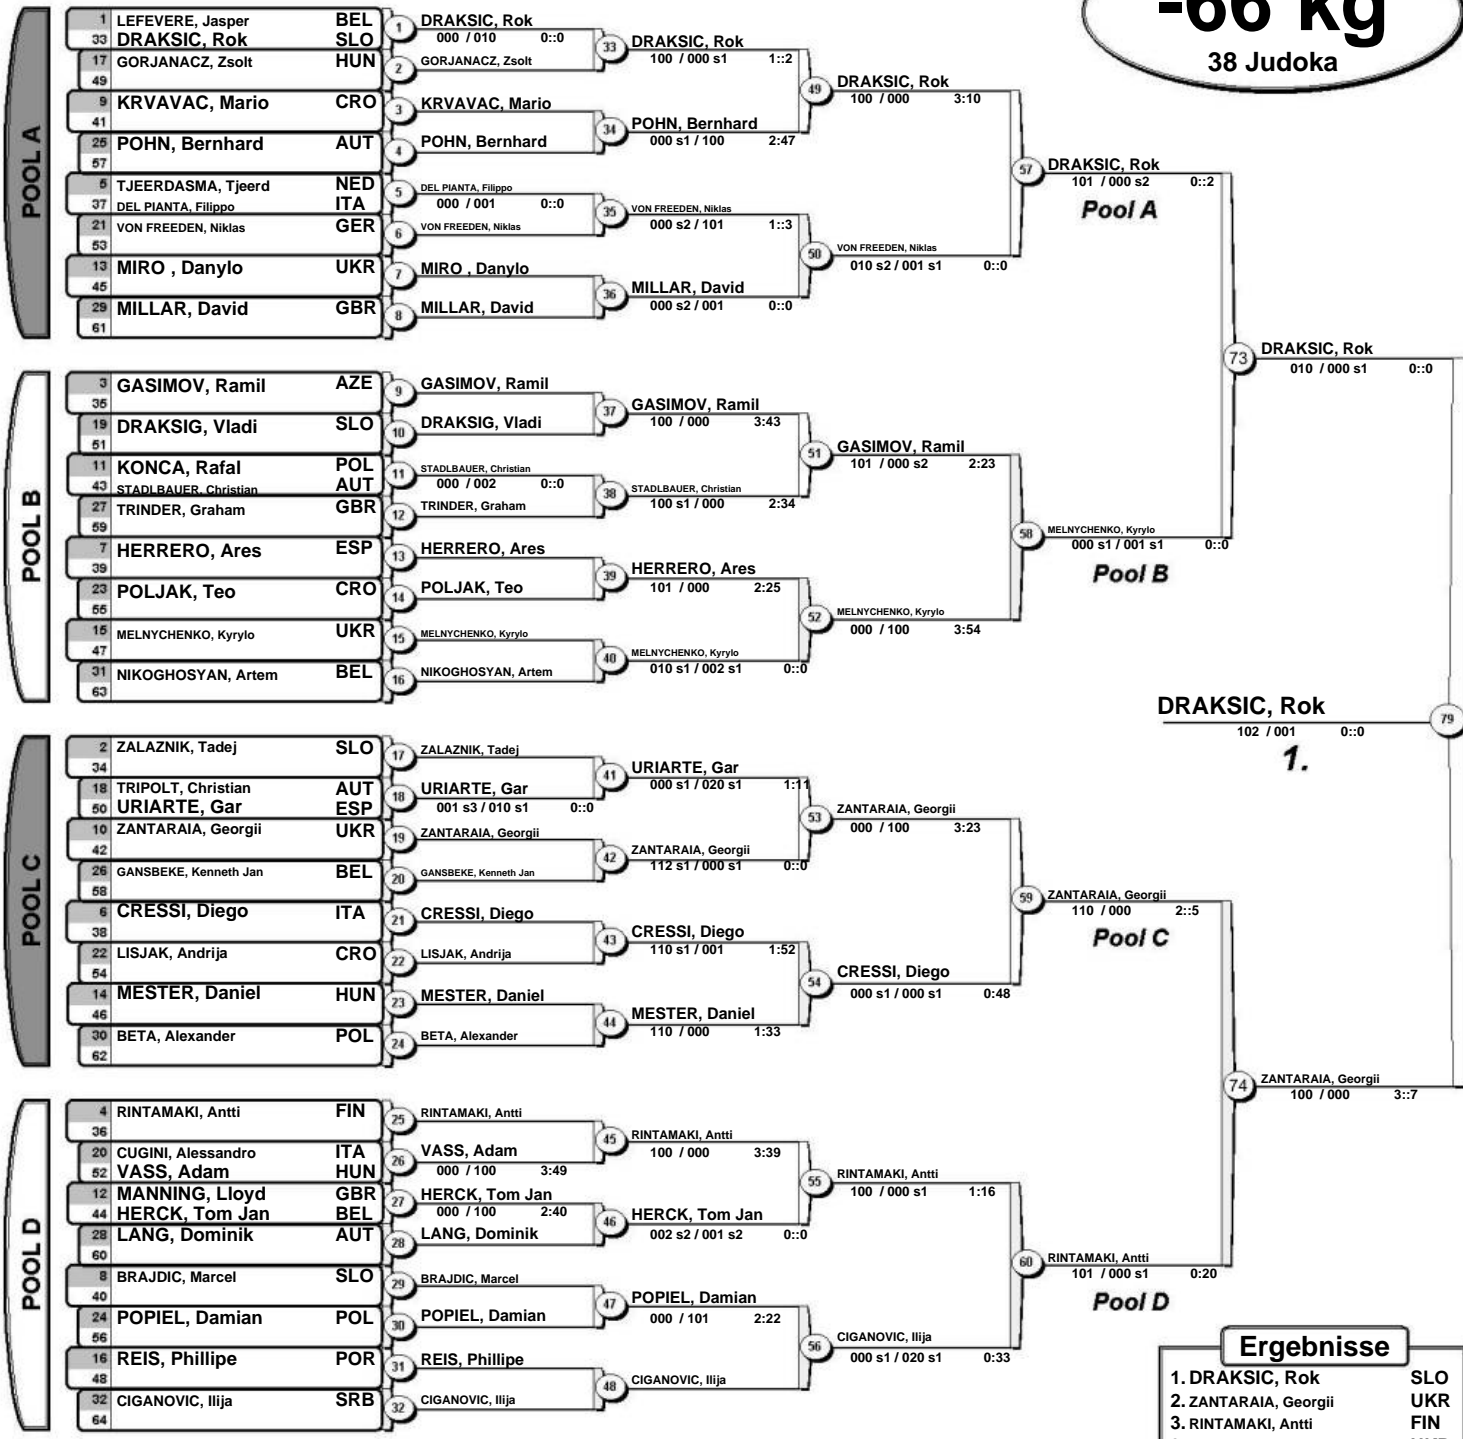 -66 kg
38 Judoka
POOL A
1 LEFEVERE, Jasper BEL
33 DRAKSIC, Rok SLO
17 GORJANACZ, Zsolt HUN
49
9 KRVAVAC, Mario CRO
41
25 POHN, Bernhard AUT
57
5 TJEERDASMA, Tjeerd NED
37 DEL PIANTA, Filippo ITA
21 VON FREEDEN, Niklas GER
53
13 MIRO , Danylo UKR
45
29 MILLAR, David GBR
61
1 DRAKSIC, Rok
000 / 010 0::0
2 GORJANACZ, Zsolt
3 KRVAVAC, Mario
4 POHN, Bernhard
5 DEL PIANTA, Filippo
000 / 001 0::0
6 VON FREEDEN, Niklas
7 MIRO , Danylo
8 MILLAR, David
33 DRAKSIC, Rok
100 / 000 s1 1::2
34 POHN, Bernhard
000 s1 / 100 2:47
35 VON FREEDEN, Niklas
000 s2 / 101 1::3
36 MILLAR, David
000 s2 / 001 0::0
49 DRAKSIC, Rok
100 / 000 3:10
50 VON FREEDEN, Niklas
010 s2 / 001 s1 0::0
57 DRAKSIC, Rok
101 / 000 s2 0::2
Pool A
POOL B
3 GASIMOV, Ramil AZE
35
19 DRAKSIG, Vladi SLO
51
11 KONCA, Rafal POL
43 STADLBAUER, Christian AUT
27 TRINDER, Graham GBR
59
7 HERRERO, Ares ESP
39
23 POLJAK, Teo CRO
55
15 MELNYCHENKO, Kyrylo UKR
47
31 NIKOGHOSYAN, Artem BEL
63
9 GASIMOV, Ramil
10 DRAKSIG, Vladi
11 STADLBAUER, Christian
000 / 002 0::0
12 TRINDER, Graham
13 HERRERO, Ares
14 POLJAK, Teo
15 MELNYCHENKO, Kyrylo
16 NIKOGHOSYAN, Artem
37 GASIMOV, Ramil
100 / 000 3:43
38 STADLBAUER, Christian
100 s1 / 000 2:34
39 HERRERO, Ares
101 / 000 2:25
40 MELNYCHENKO, Kyrylo
010 s1 / 002 s1 0::0
51 GASIMOV, Ramil
101 / 000 s2 2:23
52 MELNYCHENKO, Kyrylo
000 / 100 3:54
58 MELNYCHENKO, Kyrylo
000 s1 / 001 s1 0::0
Pool B
73 DRAKSIC, Rok
010 / 000 s1 0::0
DRAKSIC, Rok 79
102 / 001 0::0
1.
POOL C
2 ZALAZNIK, Tadej SLO
34
18 TRIPOLT, Christian AUT
50 URIARTE, Gar ESP
10 ZANTARAIA, Georgii UKR
42
26 GANSBEKE, Kenneth Jan BEL
58
6 CRESSI, Diego ITA
38
22 LISJAK, Andrija CRO
54
14 MESTER, Daniel HUN
46
30 BETA, Alexander POL
62
17 ZALAZNIK, Tadej
18 URIARTE, Gar
001 s3 / 010 s1 0::0
19 ZANTARAIA, Georgii
20 GANSBEKE, Kenneth Jan
21 CRESSI, Diego
22 LISJAK, Andrija
23 MESTER, Daniel
24 BETA, Alexander
41 URIARTE, Gar
000 s1 / 020 s1 1:11
42 ZANTARAIA, Georgii
112 s1 / 000 s1 0::0
43 CRESSI, Diego
110 s1 / 001 1:52
44 MESTER, Daniel
110 / 000 1:33
53 ZANTARAIA, Georgii
000 / 100 3:23
54 CRESSI, Diego
000 s1 / 000 s1 0:48
59 ZANTARAIA, Georgii
110 / 000 2::5
Pool C
POOL D
4 RINTAMAKI, Antti FIN
36
20 CUGINI, Alessandro ITA
52 VASS, Adam HUN
12 MANNING, Lloyd GBR
44 HERCK, Tom Jan BEL
28 LANG, Dominik AUT
60
8 BRAJDIC, Marcel SLO
40
24 POPIEL, Damian POL
56
16 REIS, Phillipe POR
48
32 CIGANOVIC, Ilija SRB
64
25 RINTAMAKI, Antti
26 VASS, Adam
000 / 100 3:49
27 HERCK, Tom Jan
000 / 100 2:40
28 LANG, Dominik
29 BRAJDIC, Marcel
30 POPIEL, Damian
31 REIS, Phillipe
32 CIGANOVIC, Ilija
45 RINTAMAKI, Antti
100 / 000 3:39
46 HERCK, Tom Jan
002 s2 / 001 s2 0::0
47 POPIEL, Damian
000 / 101 2:22
48 CIGANOVIC, Ilija
55 RINTAMAKI, Antti
100 / 000 s1 1:16
56 CIGANOVIC, Ilija
000 s1 / 020 s1 0:33
60 RINTAMAKI, Antti
101 / 000 s1 0:20
Pool D
74 ZANTARAIA, Georgii
100 / 000 3::7
Ergebnisse
1. DRAKSIC, Rok SLO
2. ZANTARAIA, Georgii UKR
3. RINTAMAKI, Antti FIN